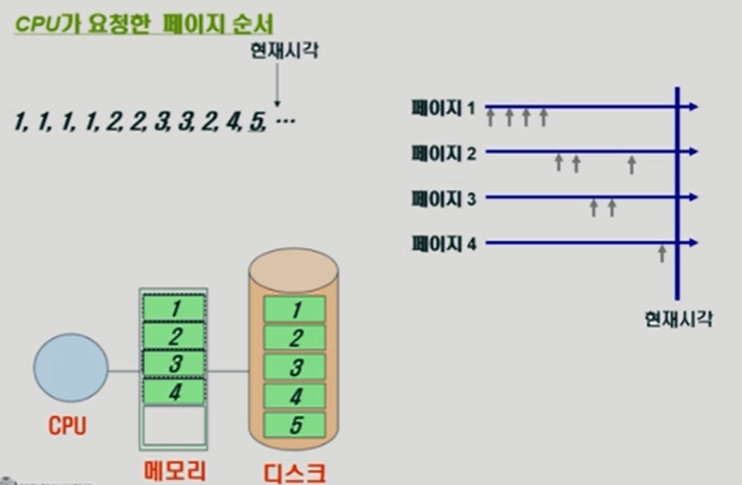 CPU가 요청한 페이지 순서
현재시각
1, 1, 1, 1, 2, 2, 3, 3, 2, 4, 5, ...
페이지 1
페이지 2
페이지 3
페이지 4
현재시각
1
2
3
4
1
2
3
4
5
CPU
메모리
디스크